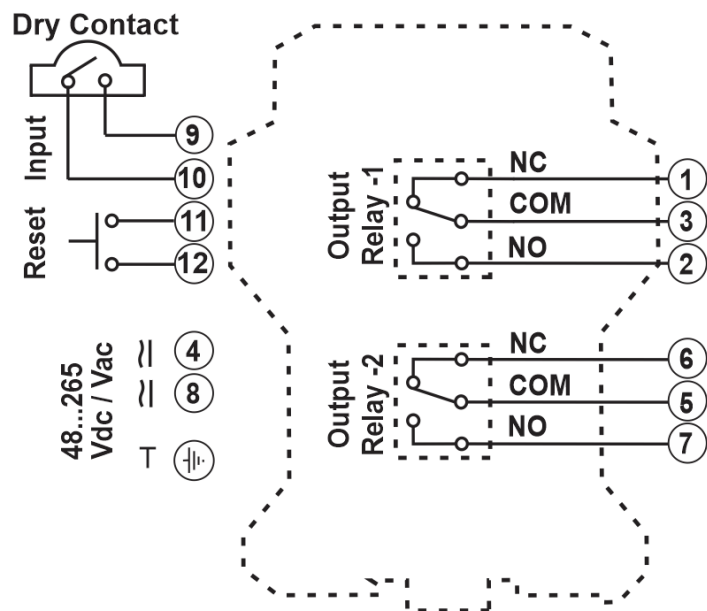 Dry Contact
Input
9
10
Reset
11
12
48...265
Vdc / Vac
4
8
T
Output
Relay -1
NC
1
COM
3
NO
2
Output
Relay -2
NC
6
COM
5
NO
7